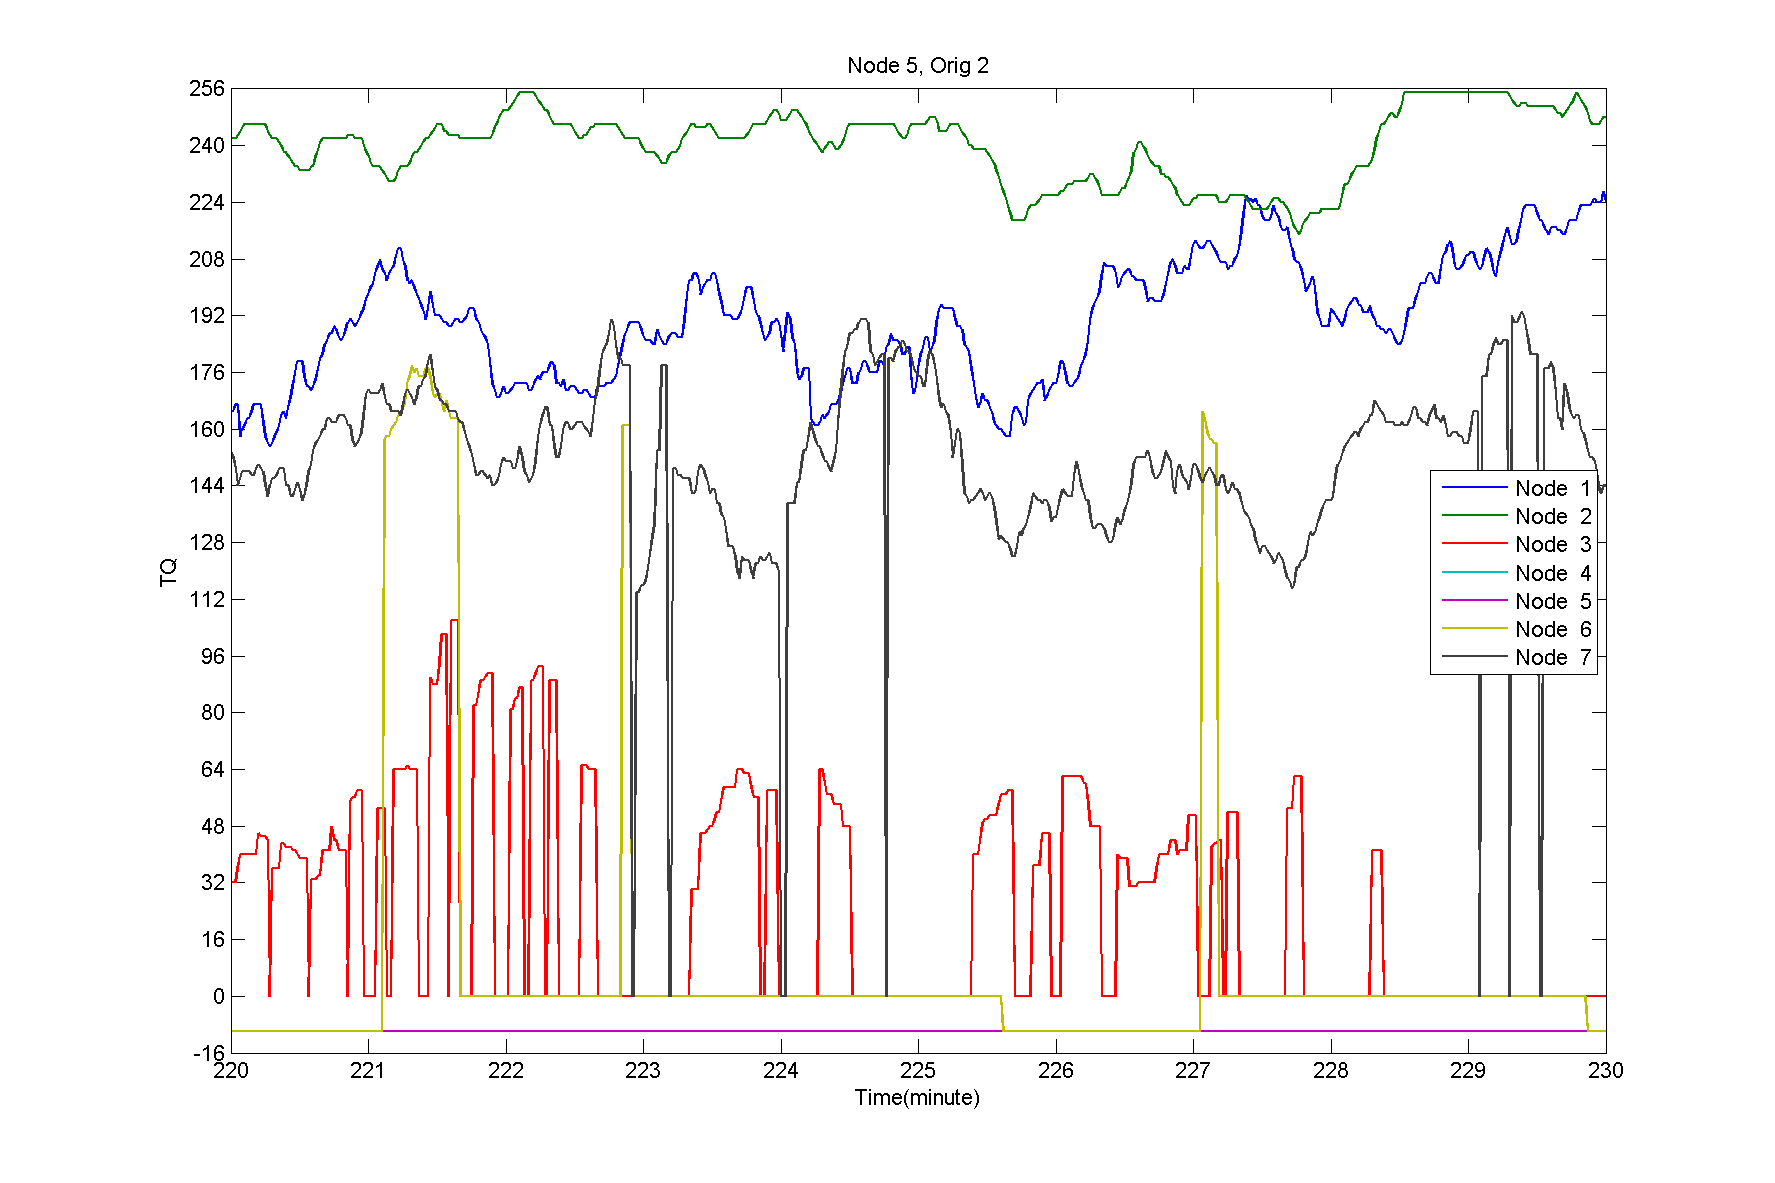 Node 5, Orig 2
256
240
224
208
192
176
160
144
128
112
96
80
64
48
32
16
0
-16
TQ
Node 1
Node 2
Node 3
Node 4
Node 5
Node 6
Node 7
220 221 222 223 224 225 226 227 228 229 230
Time(minute)